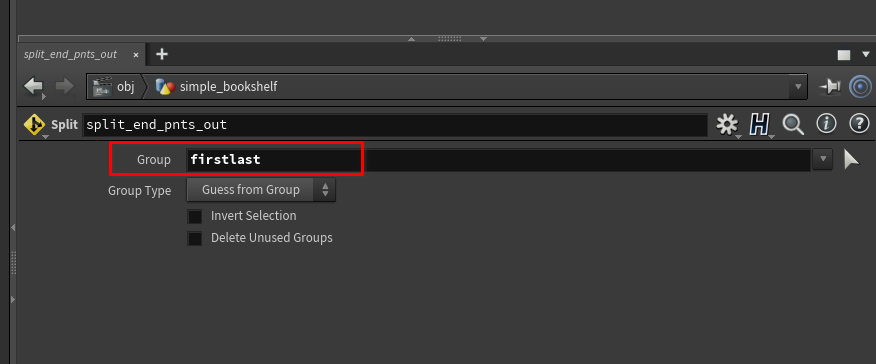 split_end_pnts_out × +
obj simple_bookshelf
Split split_end_pnts_out
Group firstlast
Group Type Guess from Group
Invert Selection
Delete Unused Groups